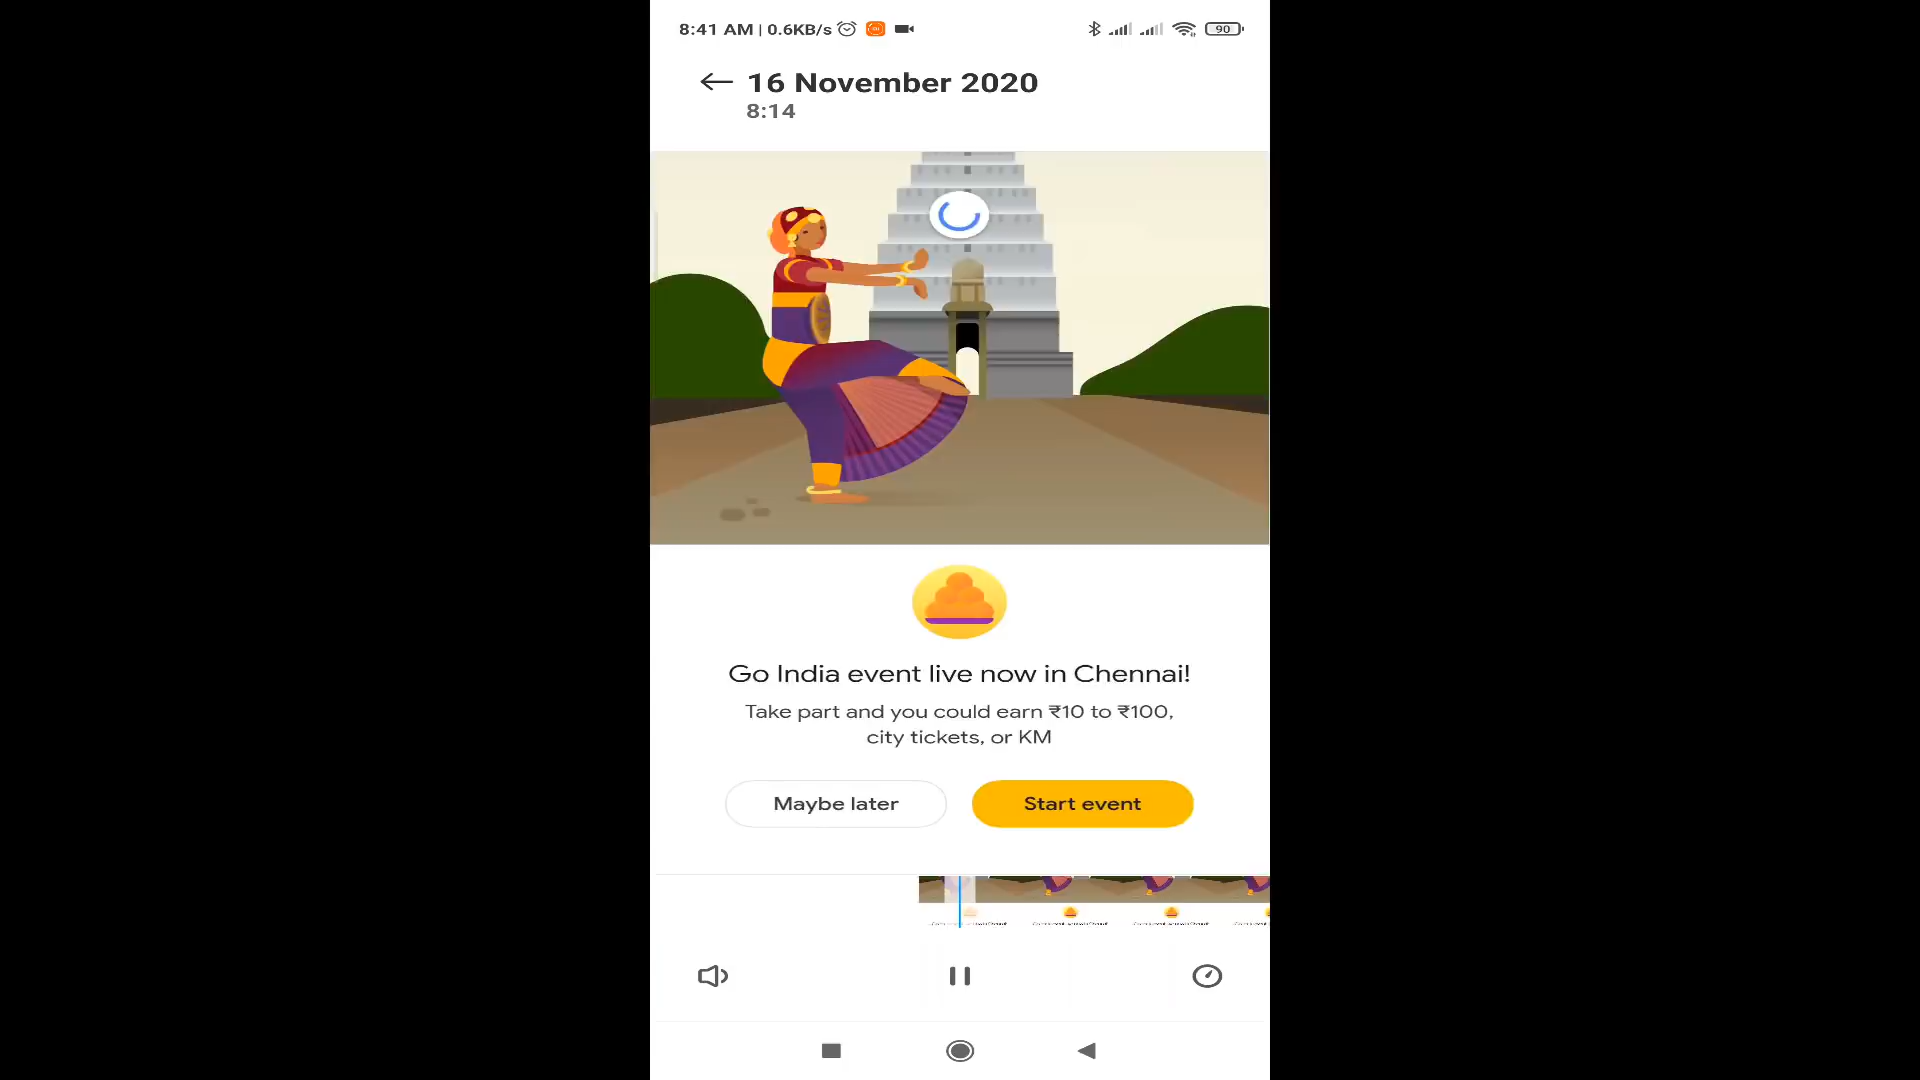 8:41 AM | 0.6KB/s
90
16 November 2020
8:14
Go India event live now in Chennai!
Take part and you could earn ₹10 to ₹100,
city tickets, or KM
Maybe later
Start event